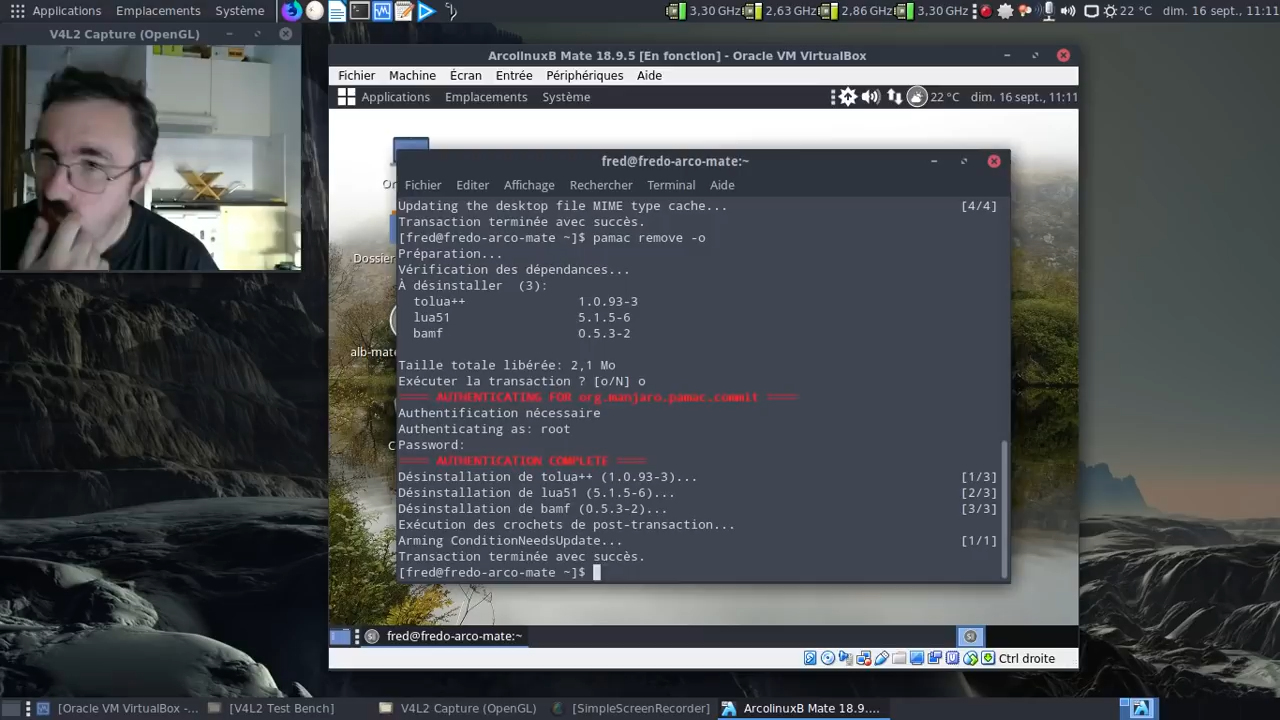 Applications Emplacements Système 3,30 GHz 2,63 GHz 2,86 GHz 3,30 GHz 22 °C dim. 16 sept., 11:11
V4L2 Capture (OpenGL)
ArcolinuxB Mate 18.9.5 [En fonction] - Oracle VM VirtualBox
Fichier Machine Écran Entrée Périphériques Aide
Applications Emplacements Système 22 °C dim. 16 sept., 11:11
fred@fredo-arco-mate:~
Fichier Editer Affichage Rechercher Terminal Aide
Updating the desktop file MIME type cache... [4/4]
Transaction terminée avec succès.
[fred@fredo-arco-mate ~]$ pamac remove -o
Préparation...
Vérification des dépendances...
À désinstaller (3):
tolua++ 1.0.93-3
lua51 5.1.5-6
bamf 0.5.3-2
Taille totale libérée: 2,1 Mo
Exécuter la transaction ? [o/N] o
==== AUTHENTICATING FOR org.manjaro.pamac.commit ====
Authentification nécessaire
Authenticating as: root
Password:
==== AUTHENTICATION COMPLETE ====
Désinstallation de tolua++ (1.0.93-3)... [1/3]
Désinstallation de lua51 (5.1.5-6)... [2/3]
Désinstallation de bamf (0.5.3-2)... [3/3]
Exécution des crochets de post-transaction...
Arming ConditionNeedsUpdate... [1/1]
Transaction terminée avec succès.
[fred@fredo-arco-mate ~]$
Dossier
alb-mat
fred@fredo-arco-mate:~
Ctrl droite
[Oracle VM VirtualBox -... [V4L2 Test Bench] V4L2 Capture (OpenGL) [SimpleScreenRecorder] ArcolinuxB Mate 18.9....